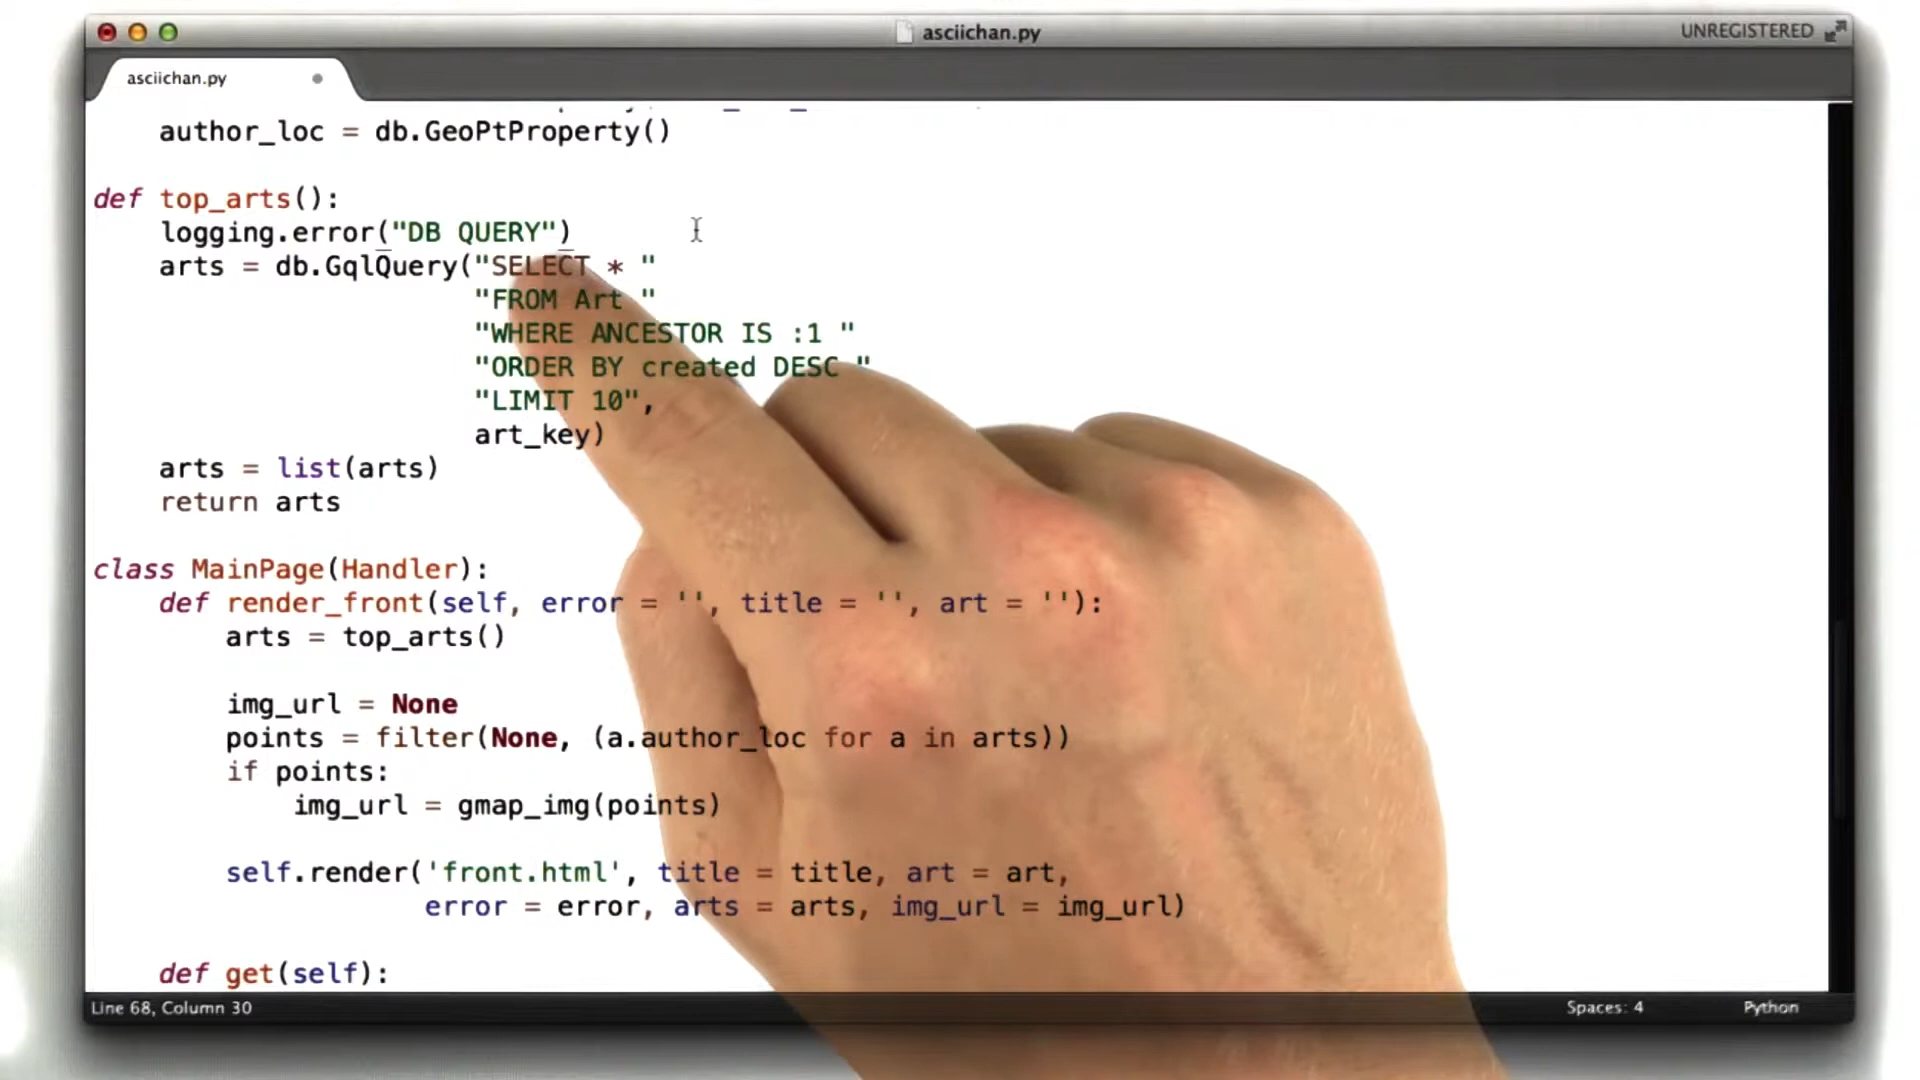 asciichan.py
UNREGISTERED
asciichan.py
author_loc = db.GeoPtProperty()
def top_arts():
logging.error("DB QUERY")
arts = db.GqlQuery("SELECT * "
"FROM Art "
"WHERE ANCESTOR IS :1 "
"ORDER BY created DESC "
"LIMIT 10",
art_key)
arts = list(arts)
return arts
class MainPage(Handler):
def render_front(self, error = '', title = '', art = ''):
arts = top_arts()
img_url = None
points = filter(None, (a.author_loc for a in arts))
if points:
img_url = gmap_img(points)
self.render('front.html', title = title, art = art,
error = error, arts = arts, img_url = img_url)
def get(self):
Line 68, Column 30
Spaces: 4
Python